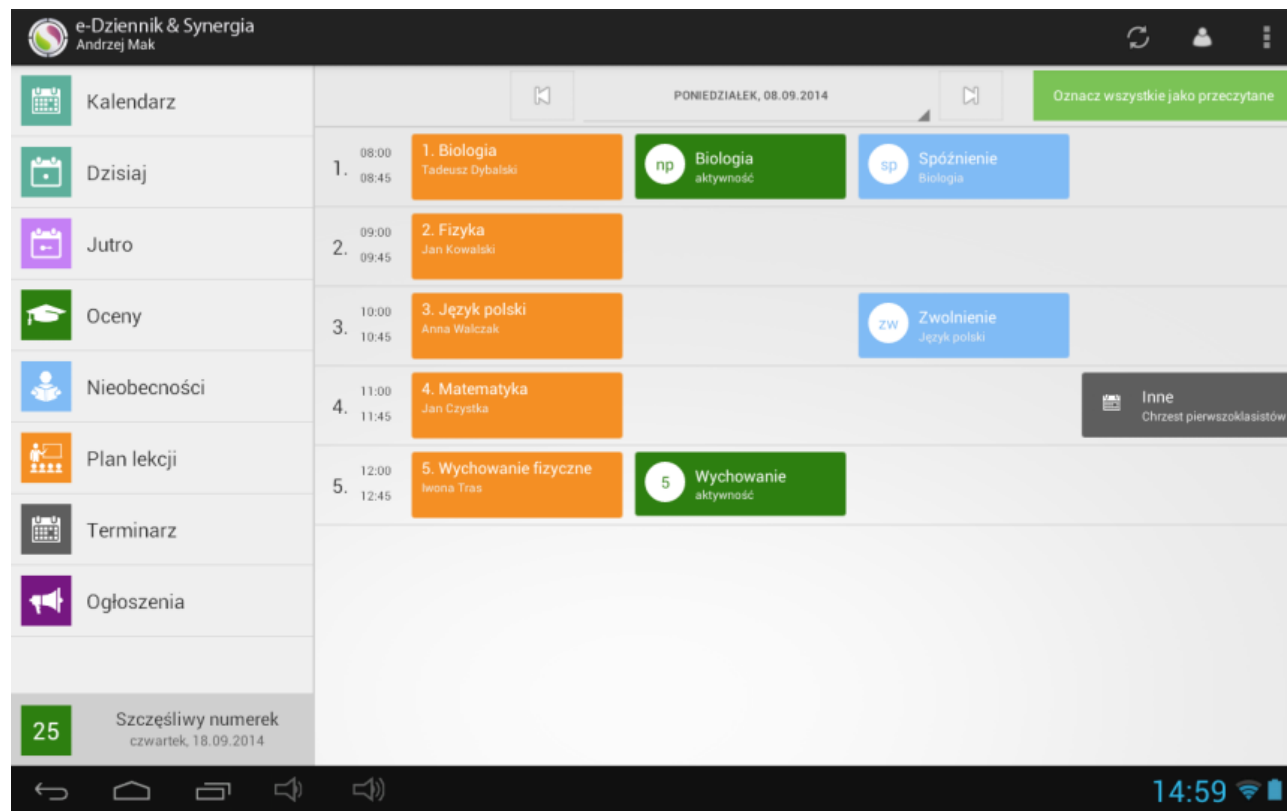 e-Dziennik & Synergia
Andrzej Mak
Kalendarz
Dzisiaj
Jutro
Oceny
Nieobecności
Plan lekcji
Terminarz
Ogłoszenia
25
Szczęśliwy numerek
czwartek, 18.09.2014
PONIEDZIAŁEK, 08.09.2014
Oznacz wszystkie jako przeczytane
1.
08:00
08:45
1. Biologia
Tadeusz Dybalski
np
Biologia
aktywność
sp
Spóźnienie
Biologia
2.
09:00
09:45
2. Fizyka
Jan Kowalski
3.
10:00
10:45
3. Język polski
Anna Walczak
zw
Zwolnienie
Język polski
4.
11:00
11:45
4. Matematyka
Jan Czystka
Inne
Chrzest pierwszoklasistów
5.
12:00
12:45
5. Wychowanie fizyczne
Iwona Tras
5
Wychowanie
aktywność
14:59